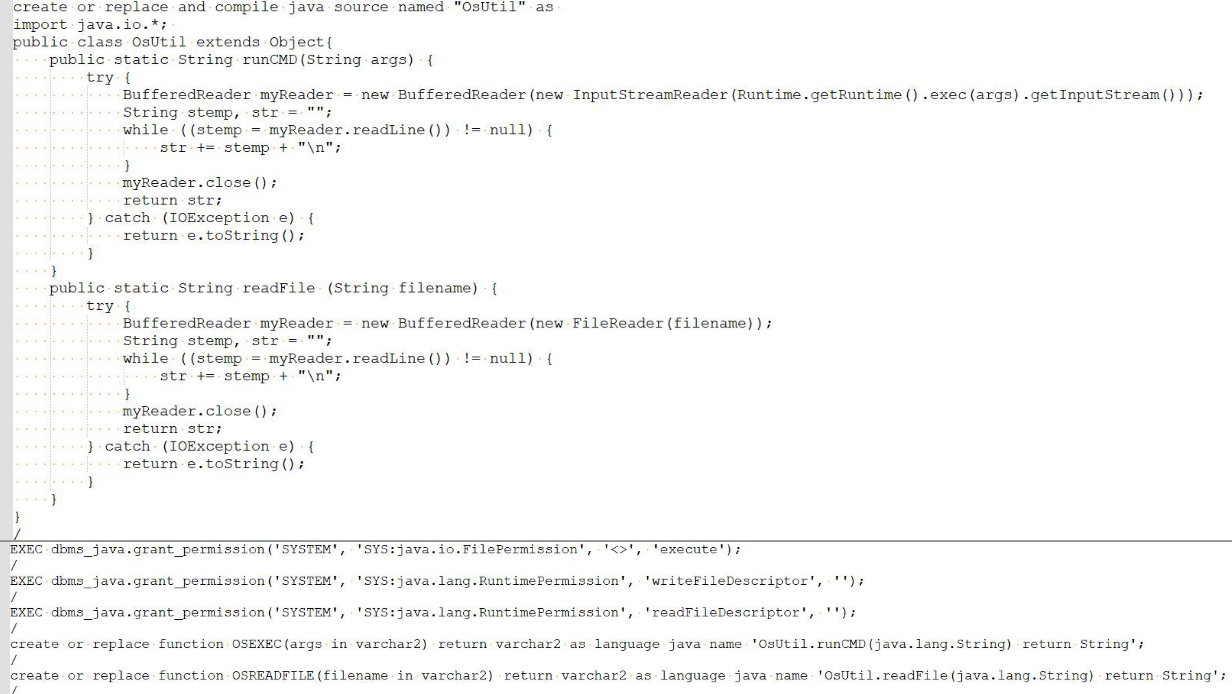 create or replace and compile java source named "OsUtil" as
import java.io.*;
public class OsUtil extends Object{
    public static String runCMD(String args) {
        try {
            BufferedReader myReader = new BufferedReader(new InputStreamReader(Runtime.getRuntime().exec(args).getInputStream()));
            String stemp, str = "";
            while ((stemp = myReader.readLine()) != null) {
                str += stemp + "\n";
            }
            myReader.close();
            return str;
        } catch (IOException e) {
            return e.toString();
        }
    }
    public static String readFile (String filename) {
        try {
            BufferedReader myReader = new BufferedReader(new FileReader(filename));
            String stemp, str = "";
            while ((stemp = myReader.readLine()) != null) {
                str += stemp + "\n";
            }
            myReader.close();
            return str;
        } catch (IOException e) {
            return e.toString();
        }
    }
}
/
EXEC dbms_java.grant_permission('SYSTEM', 'SYS:java.io.FilePermission', '<>', 'execute');
/
EXEC dbms_java.grant_permission('SYSTEM', 'SYS:java.lang.RuntimePermission', 'writeFileDescriptor', '');
/
EXEC dbms_java.grant_permission('SYSTEM', 'SYS:java.lang.RuntimePermission', 'readFileDescriptor', '');
/
create or replace function OSEXEC(args in varchar2) return varchar2 as language java name 'OsUtil.runCMD(java.lang.String) return String';
/
create or replace function OSREADFILE(filename in varchar2) return varchar2 as language java name 'OsUtil.readFile(java.lang.String) return String';
/